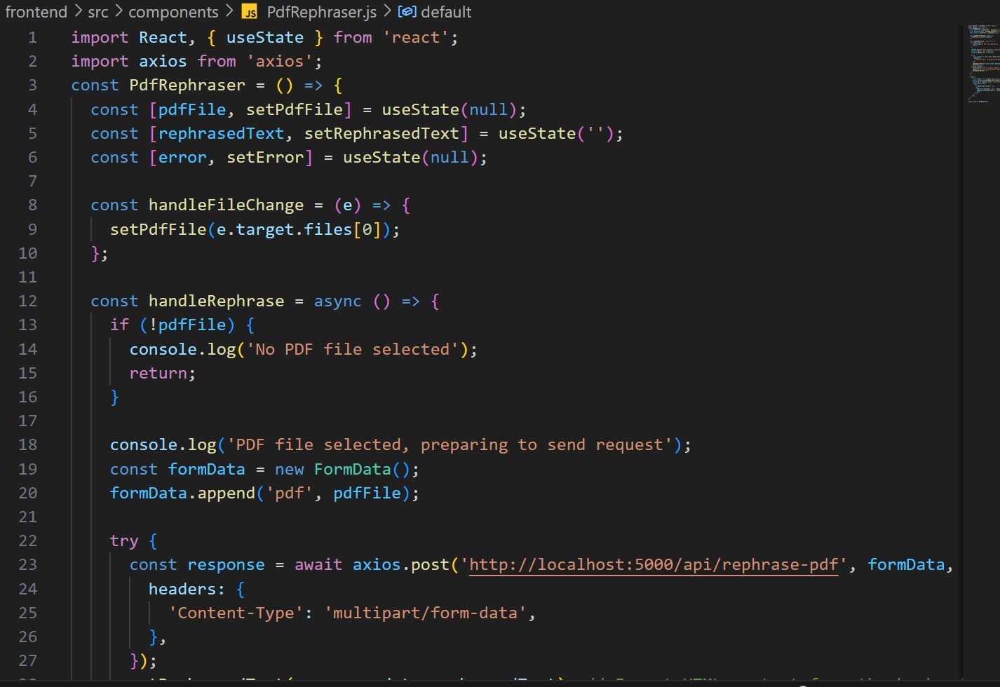 frontend > src > components > JS PdfRephraser.js > default
1 import React, { useState } from 'react';
2 import axios from 'axios';
3 const PdfRephraser = () => {
4 const [pdfFile, setPdfFile] = useState(null);
5 const [rephrasedText, setRephrasedText] = useState('');
6 const [error, setError] = useState(null);
7
8 const handleFileChange = (e) => {
9 setPdfFile(e.target.files[0]);
10 };
11
12 const handleRephrase = async () => {
13 if (!pdfFile) {
14 console.log('No PDF file selected');
15 return;
16 }
17
18 console.log('PDF file selected, preparing to send request');
19 const formData = new FormData();
20 formData.append('pdf', pdfFile);
21
22 try {
23 const response = await axios.post('http://localhost:5000/api/rephrase-pdf', formData,
24 headers: {
25 'Content-Type': 'multipart/form-data',
26 },
27 });